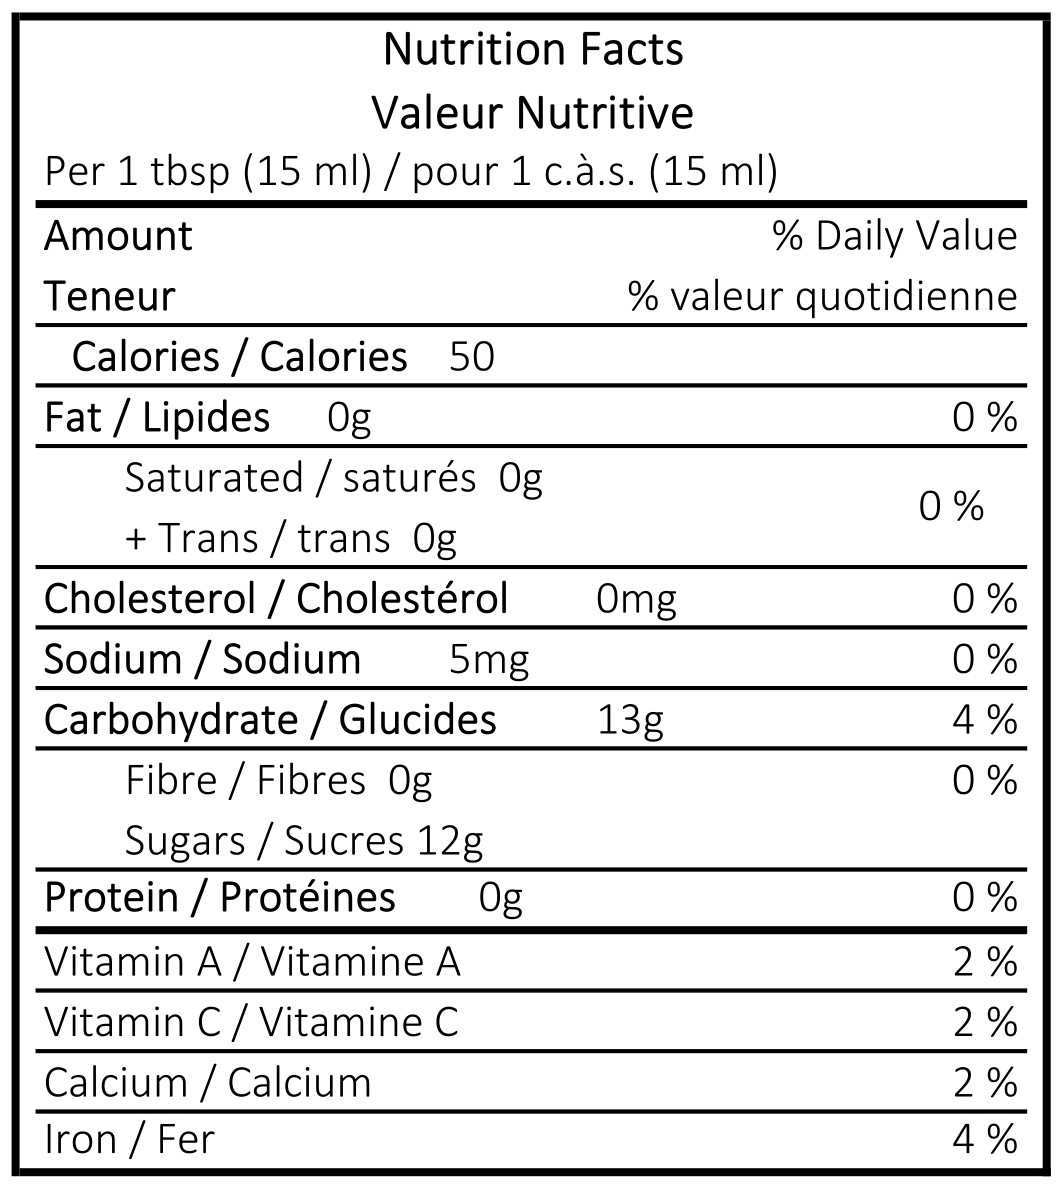 Nutrition Facts
Valeur Nutritive
Per 1 tbsp (15 ml) / pour 1 c.à.s. (15 ml)
Amount % Daily Value
Teneur % valeur quotidienne
Calories / Calories 50
Fat / Lipides 0g 0 %
Saturated / saturés 0g
0 %
+ Trans / trans 0g
Cholesterol / Cholestérol 0mg 0 %
Sodium / Sodium 5mg 0 %
Carbohydrate / Glucides 13g 4 %
Fibre / Fibres 0g 0 %
Sugars / Sucres 12g
Protein / Protéines 0g 0 %
Vitamin A / Vitamine A 2 %
Vitamin C / Vitamine C 2 %
Calcium / Calcium 2 %
Iron / Fer 4 %